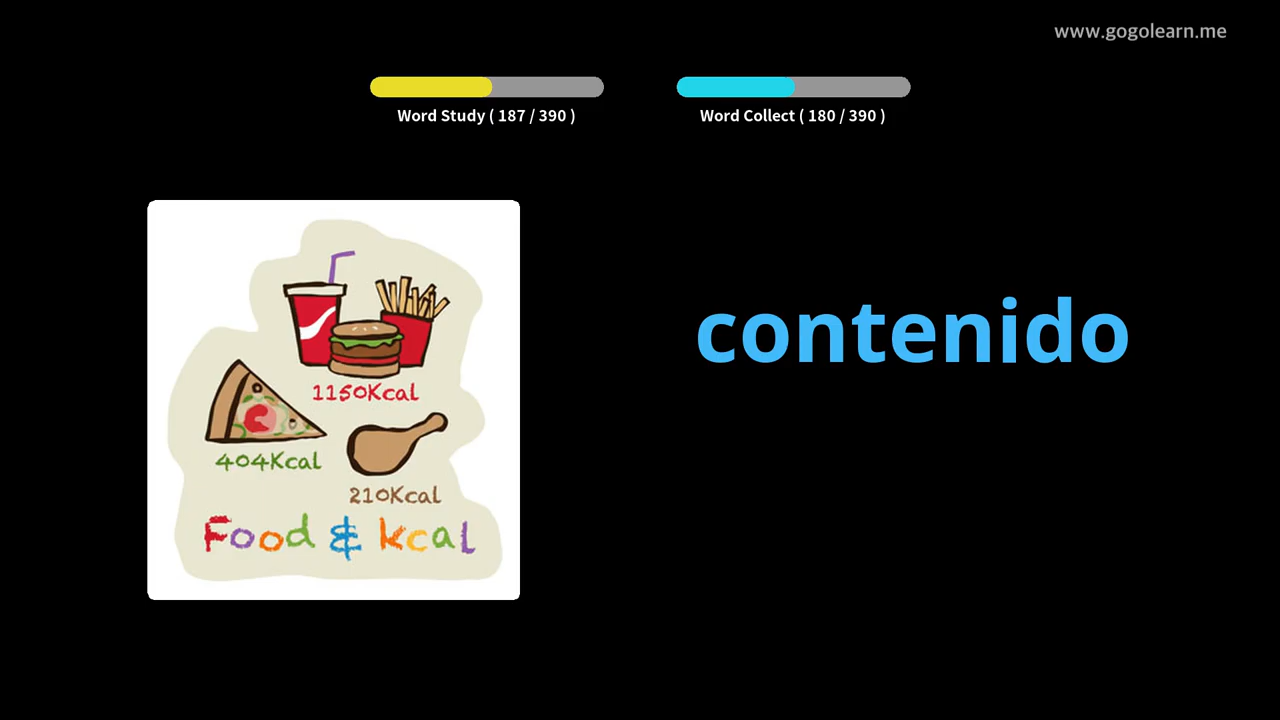 www.gogolearn.me
Word Study ( 187 / 390 )
Word Collect ( 180 / 390 )
contenido
1150Kcal
404Kcal
210Kcal
Food & kcal